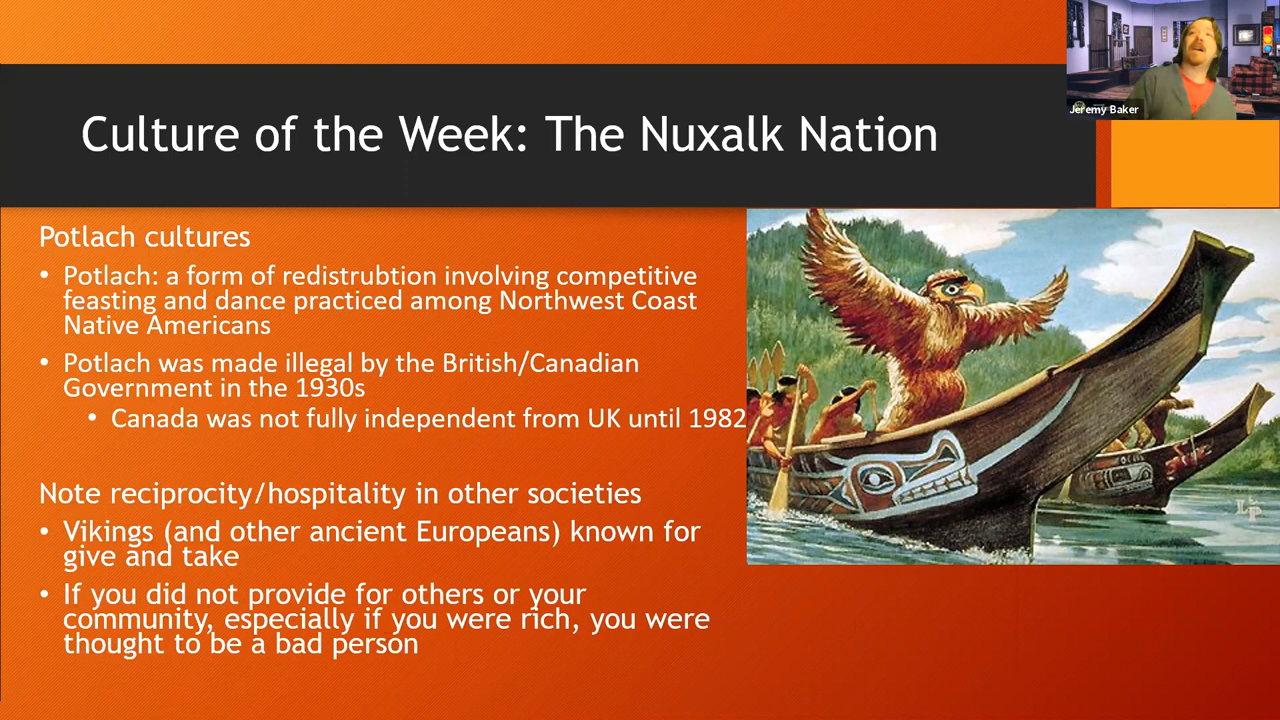 Jeremy Baker
Culture of the Week: The Nuxalk Nation
Potlach cultures
• Potlach: a form of redistrubtion involving competitive
feasting and dance practiced among Northwest Coast
Native Americans
• Potlach was made illegal by the British/Canadian
Government in the 1930s
• Canada was not fully independent from UK until 1982
Note reciprocity/hospitality in other societies
• Vikings (and other ancient Europeans) known for
give and take
• If you did not provide for others or your
community, especially if you were rich, you were
thought to be a bad person